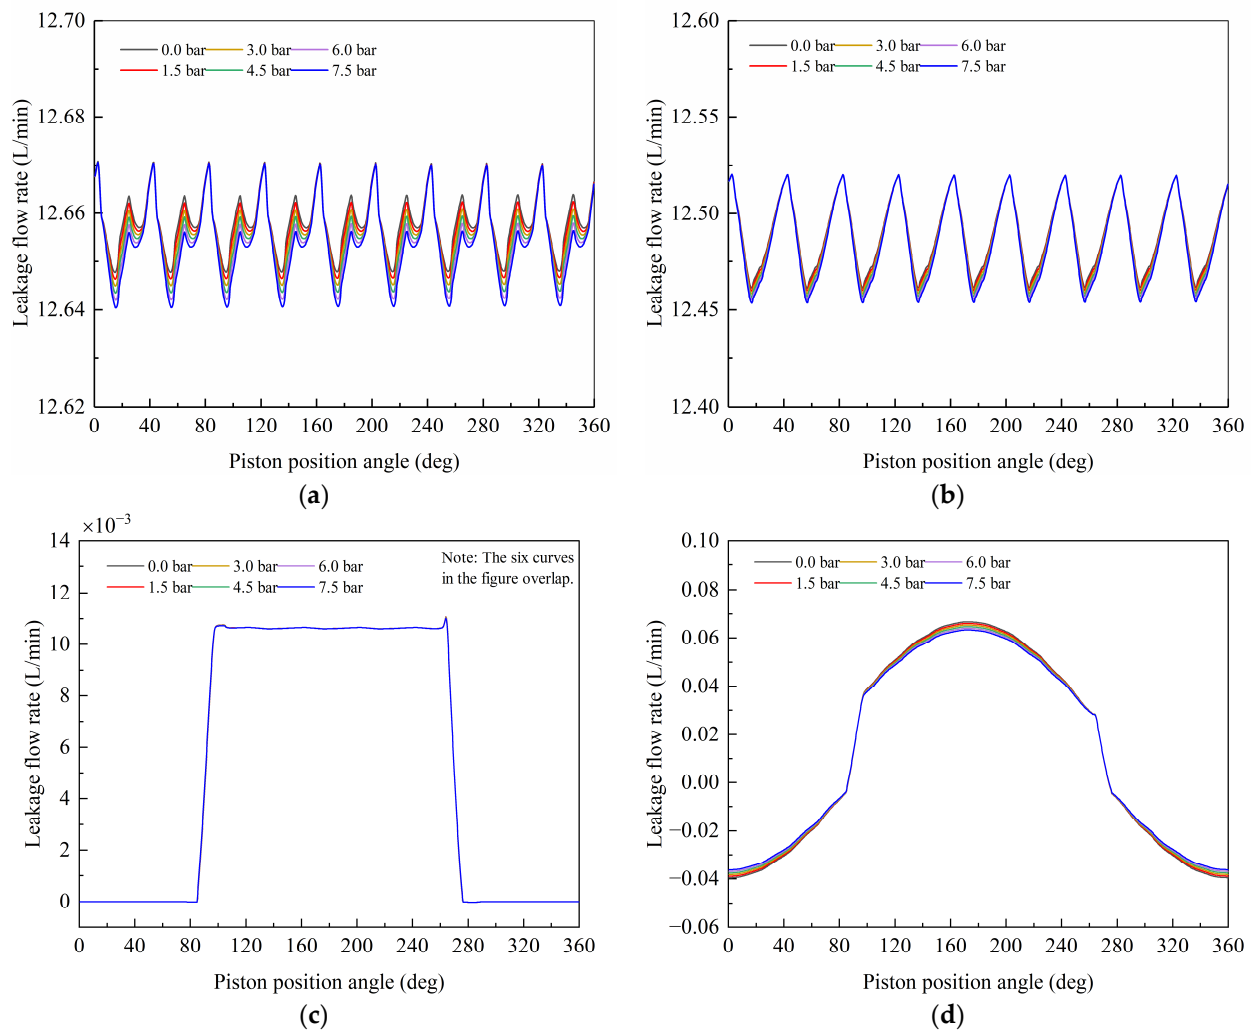 12.70
12.68
12.66
12.64
12.62
Leakage flow rate (L/min)
0.0 bar 3.0 bar 6.0 bar
1.5 bar 4.5 bar 7.5 bar
0 40 80 120 160 200 240 280 320 360
Piston position angle (deg)
(a)
12.60
12.55
12.50
12.45
12.40
Leakage flow rate (L/min)
0.0 bar 3.0 bar 6.0 bar
1.5 bar 4.5 bar 7.5 bar
0 40 80 120 160 200 240 280 320 360
Piston position angle (deg)
(b)
×10⁻³
14
12
10
8
6
4
2
0
Leakage flow rate (L/min)
0.0 bar 3.0 bar 6.0 bar
1.5 bar 4.5 bar 7.5 bar
Note: The six curves
in the figure overlap.
0 40 80 120 160 200 240 280 320 360
Piston position angle (deg)
(c)
0.10
0.08
0.06
0.04
0.02
0.00
−0.02
−0.04
−0.06
Leakage flow rate (L/min)
0.0 bar 3.0 bar 6.0 bar
1.5 bar 4.5 bar 7.5 bar
0 40 80 120 160 200 240 280 320 360
Piston position angle (deg)
(d)